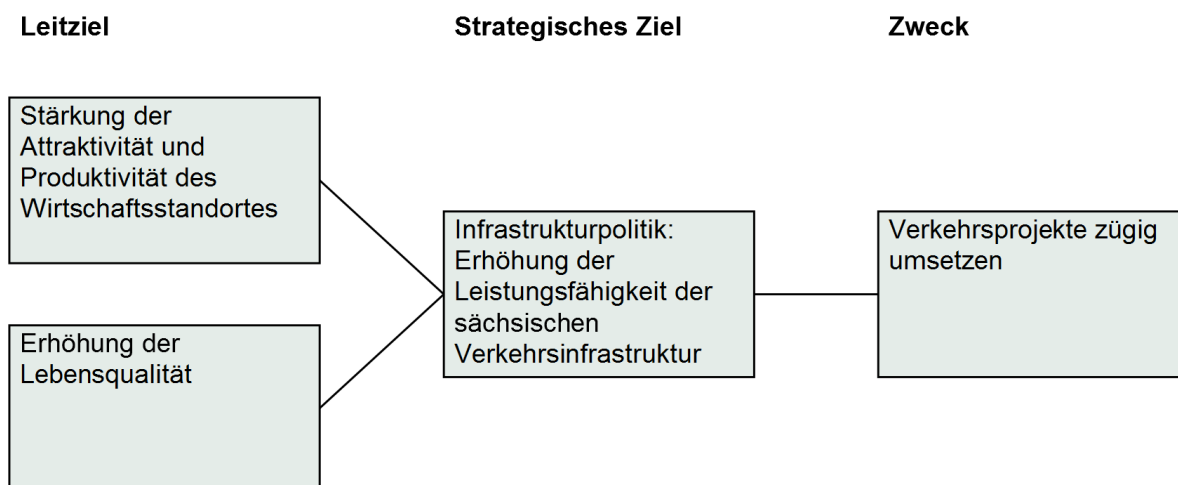 Leitziel
Strategisches Ziel
Zweck
Stärkung der
Attraktivität und
Produktivität des
Wirtschaftsstandortes
Erhöhung der
Lebensqualität
Infrastrukturpolitik:
Erhöhung der
Leistungsfähigkeit der
sächsischen
Verkehrsinfrastruktur
Verkehrsprojekte zügig
umsetzen